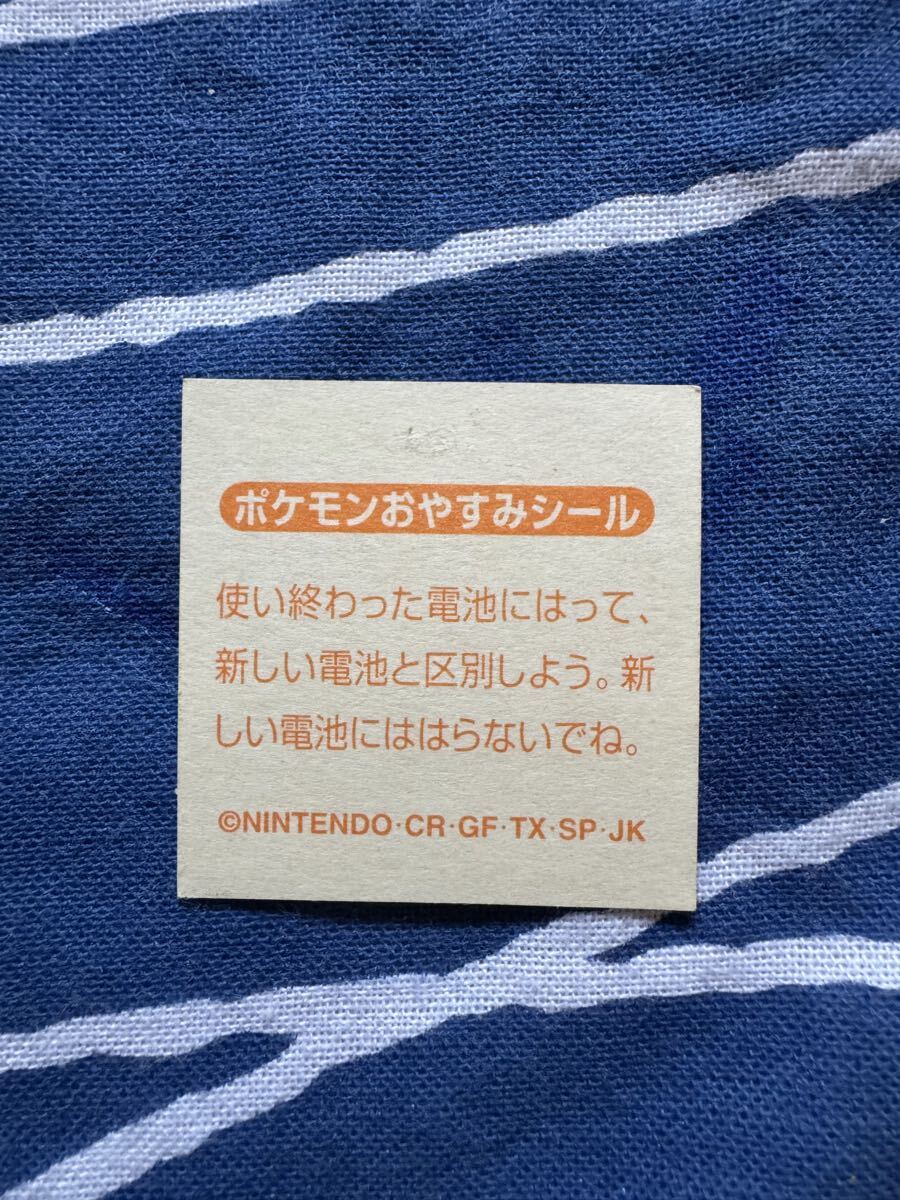 ポケモンおやすみシール
使い終わった電池にはって、
新しい電池と区別しよう。新
しい電池にははらないでね。
©NINTENDO·CR·GF·TX·SP·JK